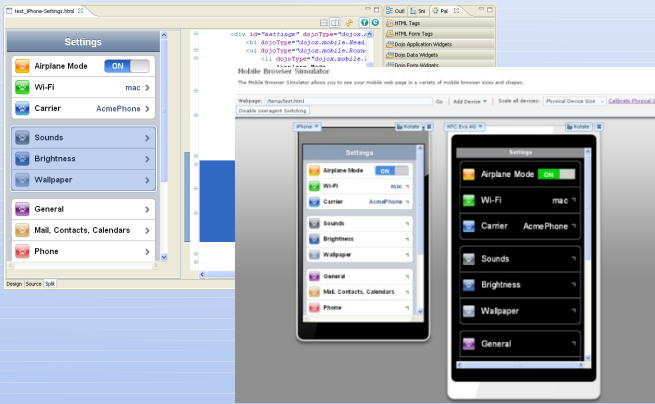 test_iPhone-Settings.html
Settings
Airplane Mode ON
Wi-Fi mac
Carrier AcmePhone
Sounds
Brightness
Wallpaper
General
Mail, Contacts, Calendars
Phone
Design Source Split
<div id="settings" dojoType="dojox.
<h1 dojoType="dojox.mobile.Head
<ul dojoType="dojox.mobile.Roun
<li dojoType="dojox.mobile.
Airplane Mode
Outl Sni Pal
HTML Tags
HTML Form Tags
Dojo Application Widgets
Dojo Data Widgets
Dojo Form Widgets
Mobile Browser Simulator
The Mobile Browser Simulator allows you to see your mobile web page in a variety of mobile browser sizes and shapes.
Webpage: /temp/test.html Go Add Device Scale all devices: Physical Device Size Calibrate Physical
Disable useragent Switching
iPhone Rotate
Settings
Airplane Mode ON
Wi-Fi mac
Carrier AcmePhone
Sounds
Brightness
Wallpaper
General
Mail, Contacts, Calendars
Phone
HTC Evo 4G Rotate
Settings
Airplane Mode ON
Wi-Fi mac
Carrier AcmePhone
Sounds
Brightness
Wallpaper
General